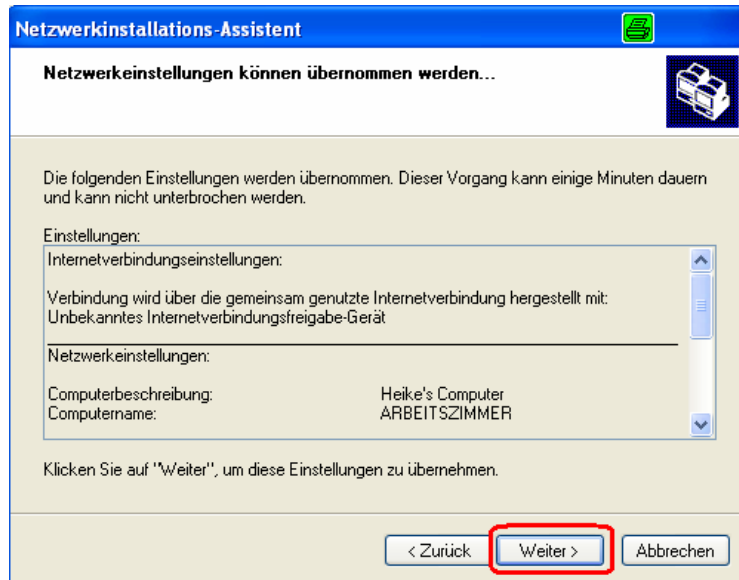 Netzwerkinstallations-Assistent
Netzwerkeinstellungen können übernommen werden...
Die folgenden Einstellungen werden übernommen. Dieser Vorgang kann einige Minuten dauern
und kann nicht unterbrochen werden.
Einstellungen:
Internetverbindungseinstellungen:
Verbindung wird über die gemeinsam genutzte Internetverbindung hergestellt mit:
Unbekanntes Internetverbindungsfreigabe-Gerät
Netzwerkeinstellungen:
Computerbeschreibung: Heike's Computer
Computername: ARBEITSZIMMER
Klicken Sie auf "Weiter", um diese Einstellungen zu übernehmen.
< Zurück Weiter > Abbrechen